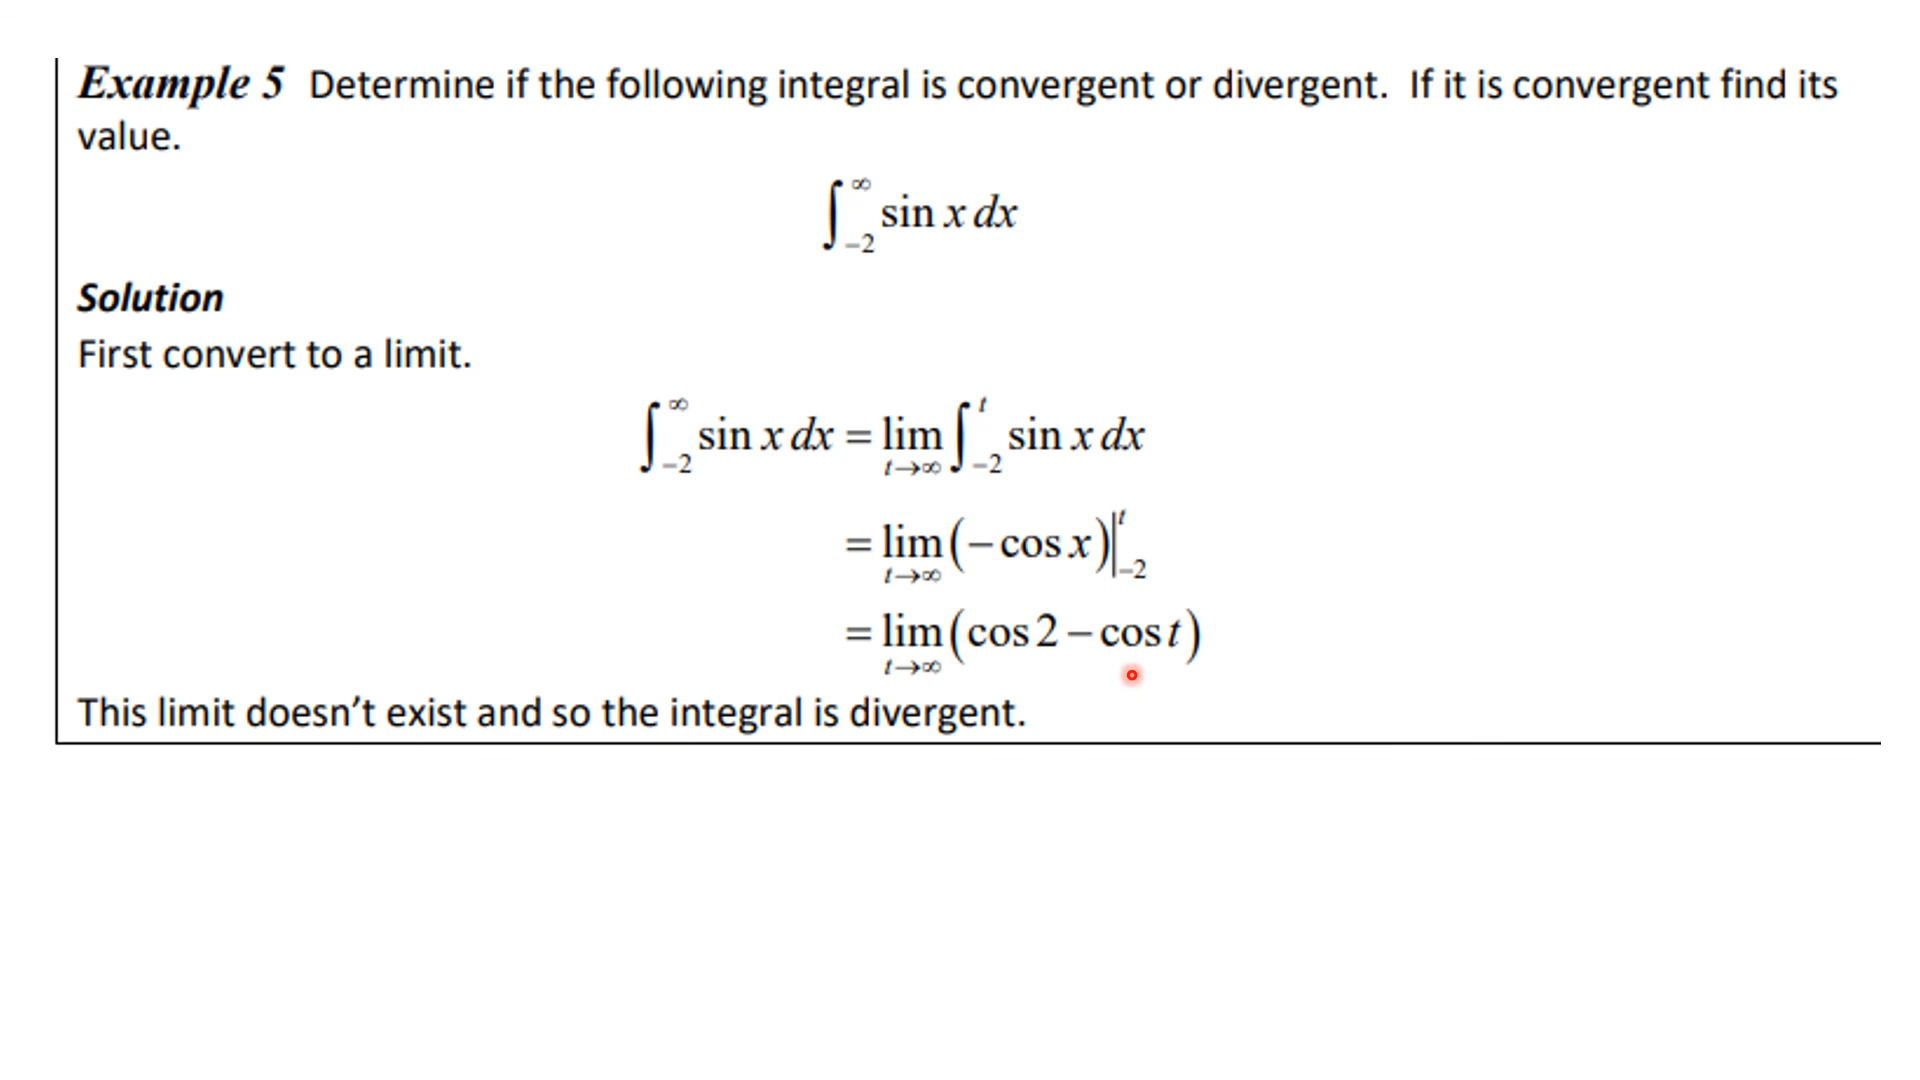 Example 5 Determine if the following integral is convergent or divergent. If it is convergent find its
value.
∫_{-2}^{∞} sin x dx
Solution
First convert to a limit.
∫_{-2}^{∞} sin x dx = lim_{t→∞} ∫_{-2}^{t} sin x dx
= lim_{t→∞} (−cos x)|_{-2}^{t}
= lim_{t→∞} (cos 2 − cos t)
This limit doesn’t exist and so the integral is divergent.